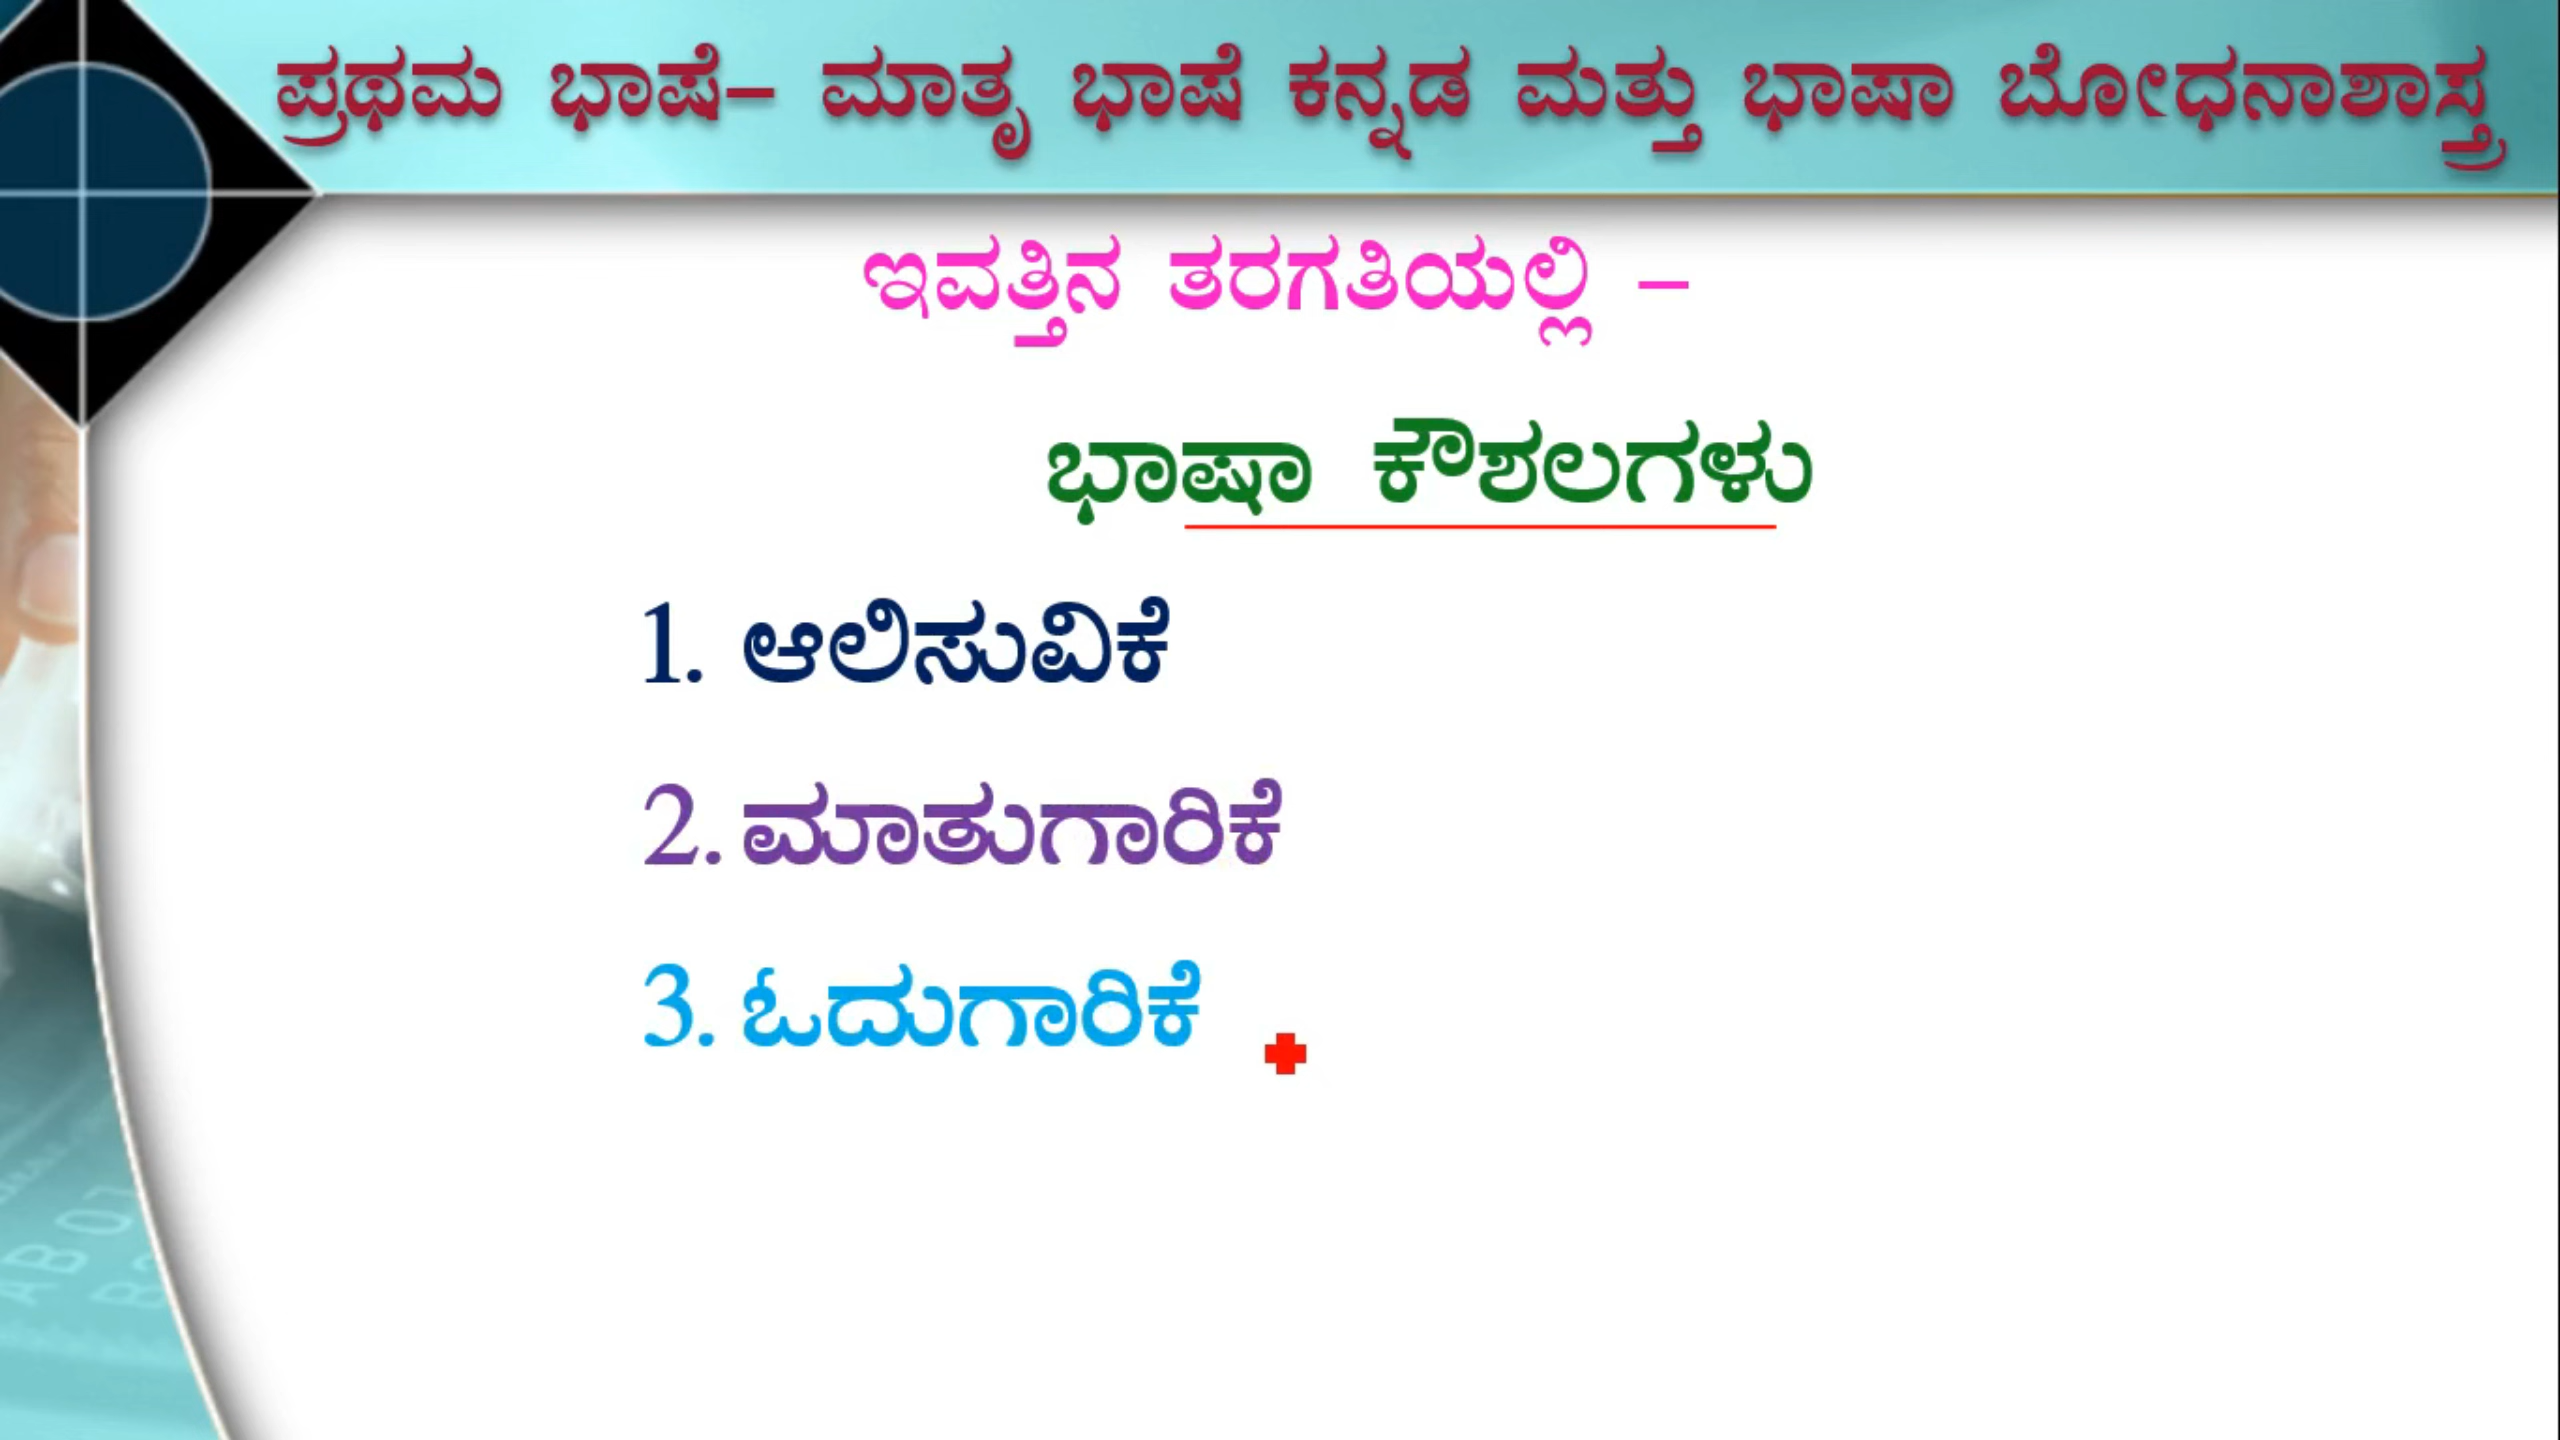 ಪ್ರಥಮ ಭಾಷೆ– ಮಾತೃ ಭಾಷೆ ಕನ್ನಡ ಮತ್ತು ಭಾಷಾ ಬೋಧನಾಶಾಸ್ತ್ರ
ಇವತ್ತಿನ ತರಗತಿಯಲ್ಲಿ –
ಭಾಷಾ ಕೌಶಲಗಳು
1. ಆಲಿಸುವಿಕೆ
2. ಮಾತುಗಾರಿಕೆ
3. ಓದುಗಾರಿಕೆ